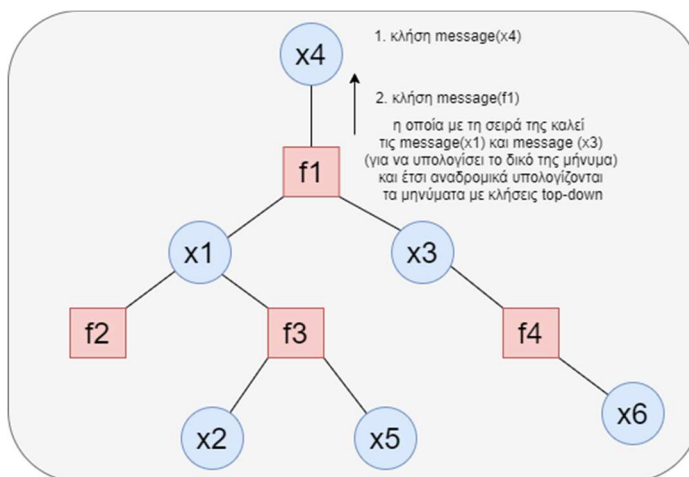 x4
1. κλήση message(x4)
2. κλήση message(f1)
η οποία με τη σειρά της καλεί
τις message(x1) και message (x3)
(για να υπολογίσει το δικό της μήνυμα)
και έτσι αναδρομικά υπολογίζονται
τα μηνύματα με κλήσεις top-down
f1
x1
x3
f2
f3
f4
x2
x5
x6